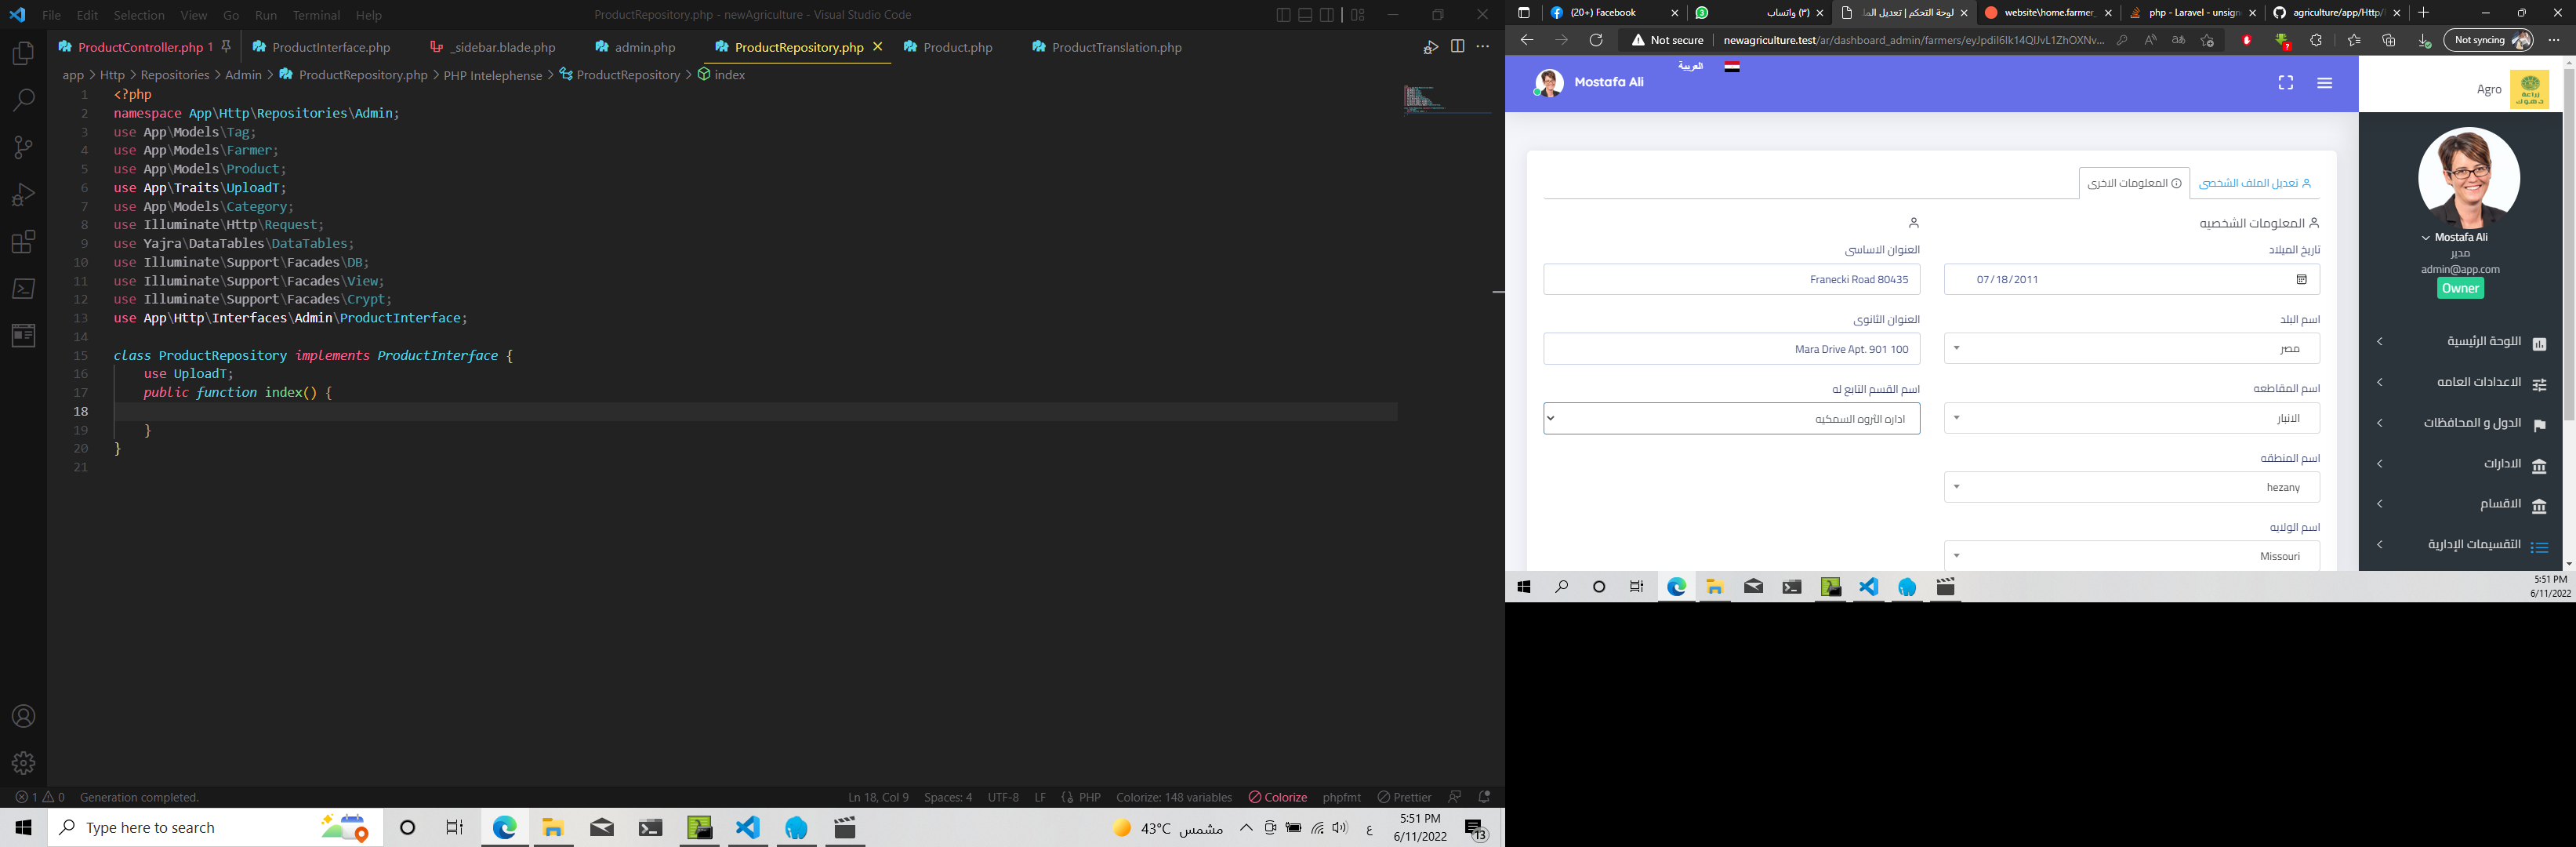 File Edit Selection View Go Run Terminal Help
ProductRepository.php - newAgriculture - Visual Studio Code
ProductController.php 1
ProductInterface.php
_sidebar.blade.php
admin.php
ProductRepository.php
Product.php
ProductTranslation.php
app > Http > Repositories > Admin > ProductRepository.php > PHP Intelephense > ProductRepository > index
1 <?php
2 namespace App\Http\Repositories\Admin;
3 use App\Models\Tag;
4 use App\Models\Farmer;
5 use App\Models\Product;
6 use App\Traits\UploadT;
7 use App\Models\Category;
8 use Illuminate\Http\Request;
9 use Yajra\DataTables\DataTables;
10 use Illuminate\Support\Facades\DB;
11 use Illuminate\Support\Facades\View;
12 use Illuminate\Support\Facades\Crypt;
13 use App\Http\Interfaces\Admin\ProductInterface;
14
15 class ProductRepository implements ProductInterface {
16 use UploadT;
17 public function index() {
18
19 }
20 }
21
1 0 Generation completed.
Ln 18, Col 9 Spaces: 4 UTF-8 LF PHP Colorize: 148 variables Colorize phpfmt Prettier
Type here to search
43°C مشمس
ع
5:51 PM
6/11/2022
13
(20+) Facebook
(٣) واتساب
لوحة التحكم | تعديل الم
website\home.farmer_
php - Laravel - unsign
agriculture/app/Http/
Not secure
newagriculture.test/ar/dashboard_admin/farmers/eyJpdil6Ik14QlJvL1ZhOXNv...
Not syncing
Mostafa Ali
العربية
Agro
زراعة
دهوك
تعديل الملف الشخصى
المعلومات الاخرى
المعلومات الشخصيه
تاريخ الميلاد
07/18/2011
العنوان الاساسى
Franecki Road 80435
اسم البلد
مصر
العنوان الثانوى
Mara Drive Apt. 901 100
اسم المقاطعه
الانبار
اسم القسم التابع له
اداره الثروه السمكيه
اسم المنطقه
hezany
اسم الولايه
Missouri
Mostafa Ali
مدير
admin@app.com
Owner
اللوحة الرئيسية
الاعدادات العامه
الدول و المحافظات
الادارات
الاقسام
التقسيمات الإدارية
5:51 PM
6/11/2022